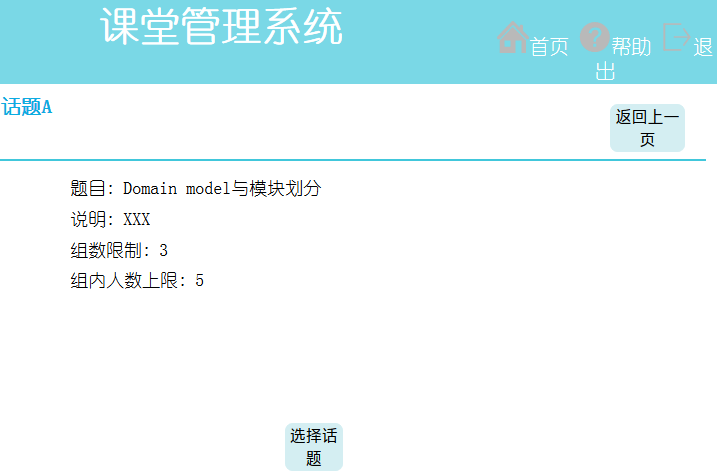 课堂管理系统
首页 帮助 退
出
话题A
返回上一
页
题目: Domain model与模块划分
说明: XXX
组数限制: 3
组内人数上限: 5
选择话
题